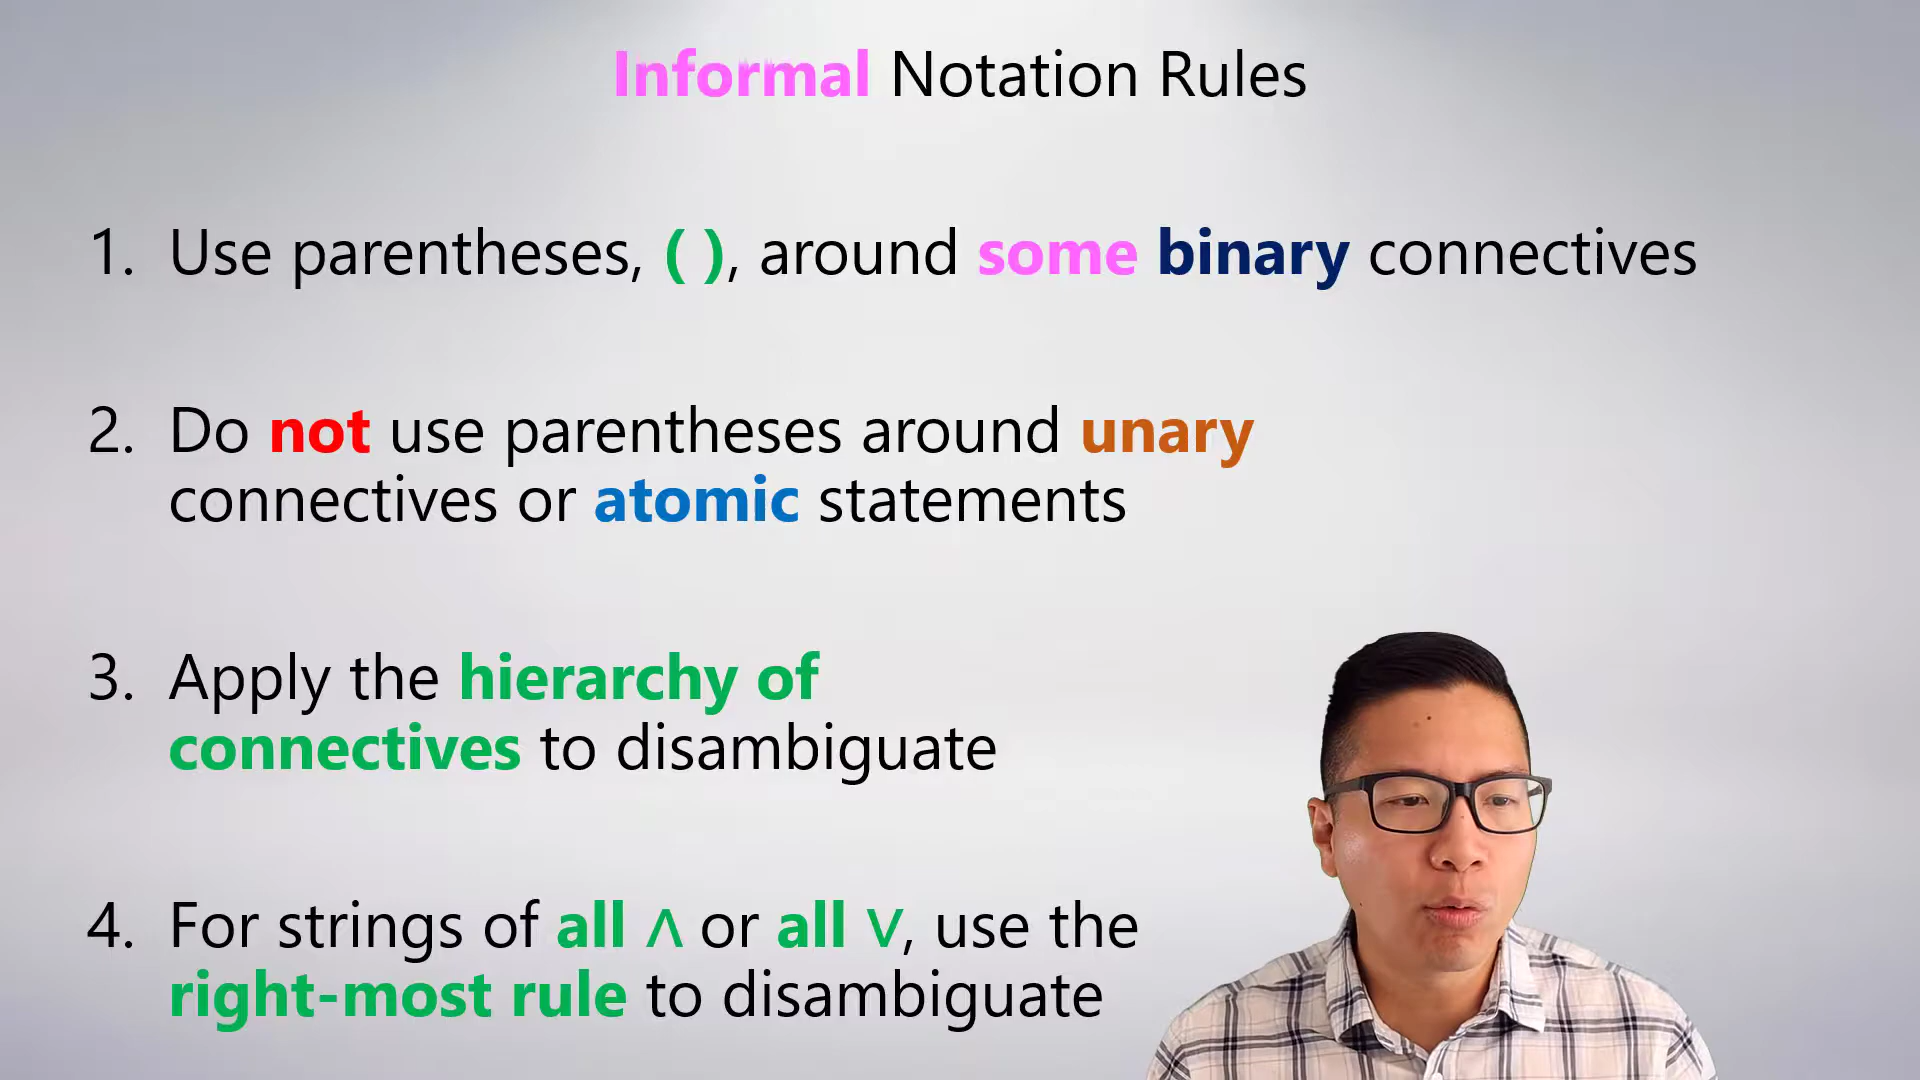 Informal Notation Rules
1. Use parentheses, ( ), around some binary connectives
2. Do not use parentheses around unary
connectives or atomic statements
3. Apply the hierarchy of
connectives to disambiguate
4. For strings of all ∧ or all ∨, use the
right-most rule to disambiguate